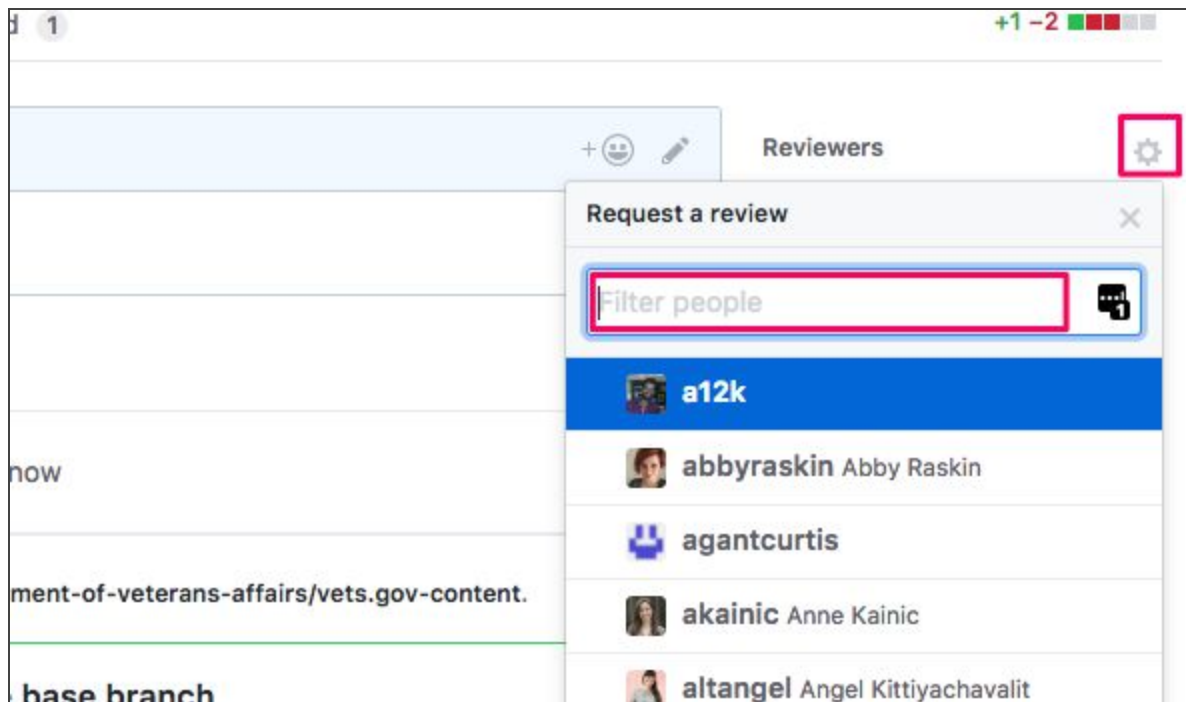 d 1
+1 −2
Reviewers
Request a review
Filter people
1
a12k
abbyraskin Abby Raskin
now
agantcurtis
ment-of-veterans-affairs/vets.gov-content.
akainic Anne Kainic
base branch
altangel Angel Kittiyachavalit